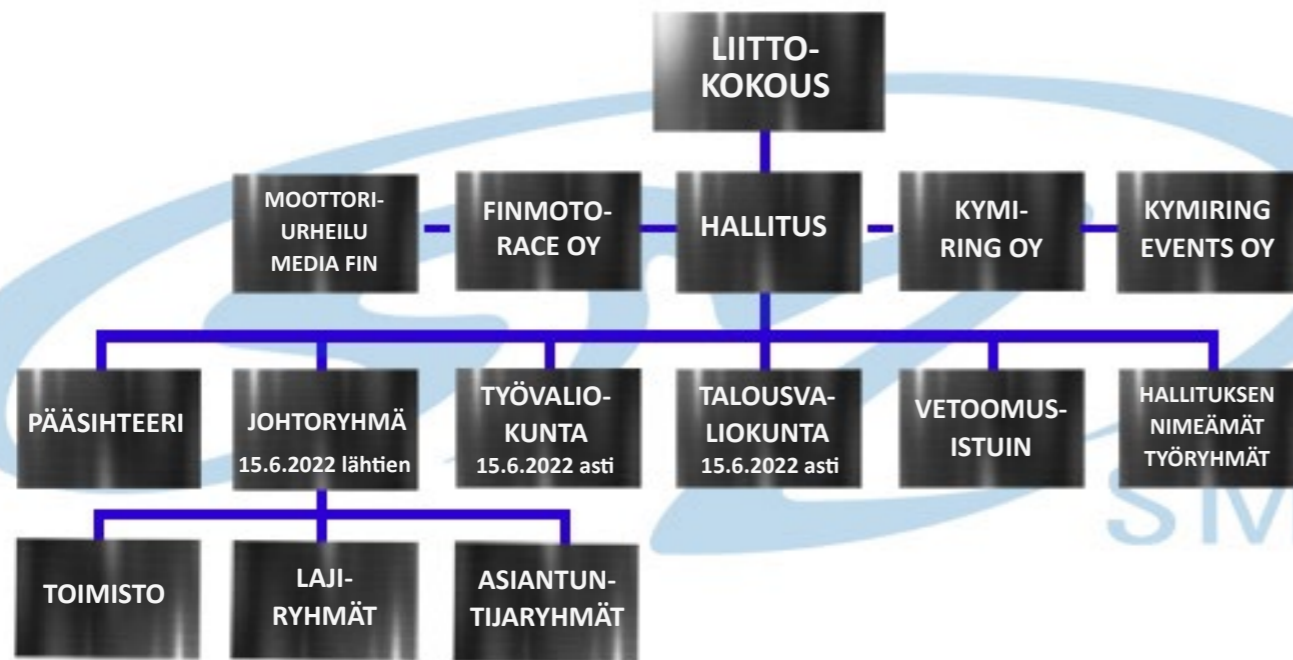 LIITTO-
KOKOUS
MOOTTORI-
URHEILU
MEDIA FIN
FINMOTO-
RACE OY
HALLITUS
KYMI-
RING OY
KYMIRING
EVENTS OY
PÄÄSIHTEERI
JOHTORYHMÄ
15.6.2022 lähtien
TYÖVALIO-
KUNTA
15.6.2022 asti
TALOUSVA-
LIOKUNTA
15.6.2022 asti
VETOOMUS-
ISTUIN
HALLITUKSEN
NIMEÄMÄT
TYÖRYHMÄT
TOIMISTO
LAJI-
RYHMÄT
ASIANTUN-
TIJARYHMÄT